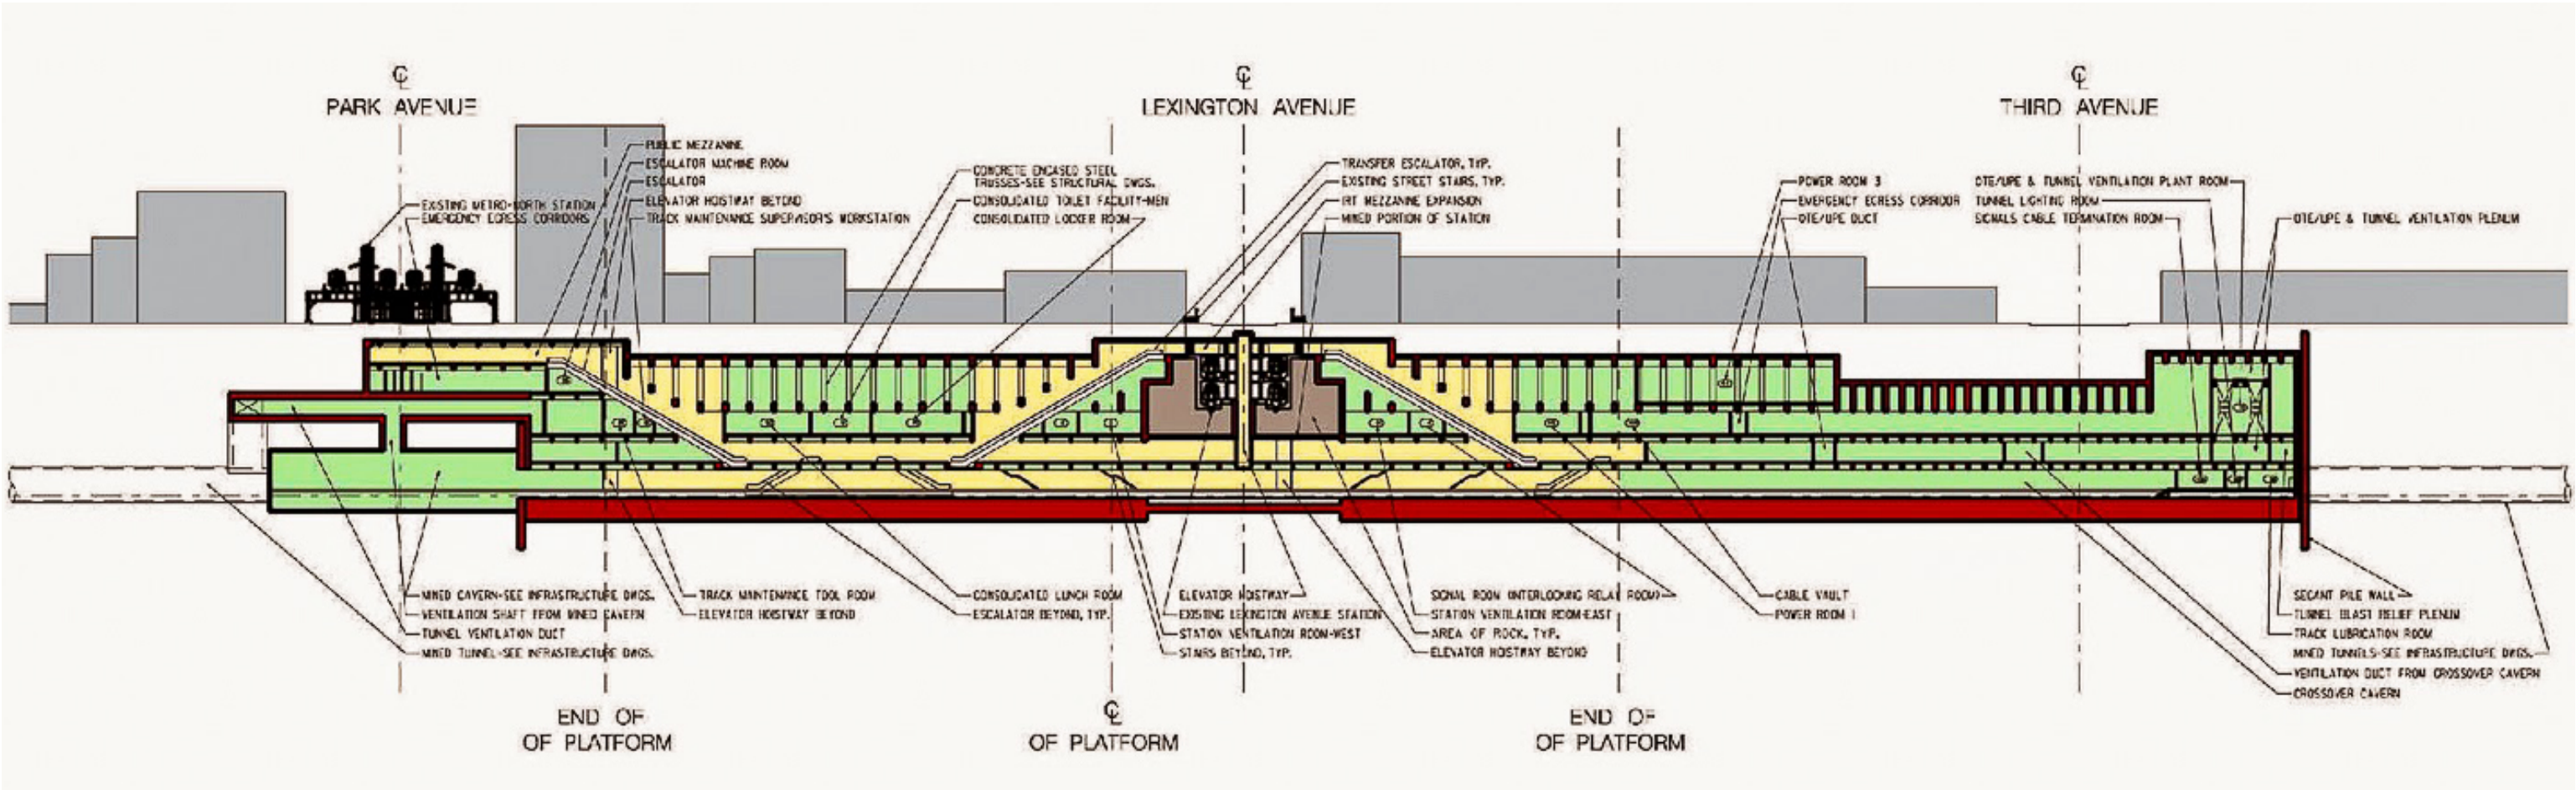 ℄ PARK AVENUE
℄ LEXINGTON AVENUE
℄ THIRD AVENUE
PUBLIC MEZZANINE
ESCALATOR MACHINE ROOM
ESCALATOR
ELEVATOR HOISTWAY BEYOND
TRACK MAINTENANCE SUPERVISOR'S WORKSTATION
EXISTING METRO-NORTH STATION
EMERGENCY EGRESS CORRIDORS
CONCRETE ENCASED STEEL
TRUSSES-SEE STRUCTURAL DWGS.
CONSOLIDATED TOILET FACILITY-MEN
CONSOLIDATED LOCKER ROOM
TRANSFER ESCALATOR, TYP.
EXISTING STREET STAIRS, TYP.
IRT MEZZANINE EXPANSION
MINED PORTION OF STATION
POWER ROOM 3
EMERGENCY EGRESS CORRIDOR
OTE/UPE DUCT
OTE/UPE & TUNNEL VENTILATION PLANT ROOM
TUNNEL LIGHTING ROOM
SIGNALS CABLE TERMINATION ROOM
OTE/UPE & TUNNEL VENTILATION PLENUM
MINED CAVERN-SEE INFRASTRUCTURE DWGS.
VENTILATION SHAFT FROM MINED CAVERN
TUNNEL VENTILATION DUCT
MINED TUNNEL-SEE INFRASTRUCTURE DWGS.
TRACK MAINTENANCE TOOL ROOM
ELEVATOR HOISTWAY BEYOND
CONSOLIDATED LUNCH ROOM
ESCALATOR BEYOND, TYP.
ELEVATOR HOISTWAY
EXISTING LEXINGTON AVENUE STATION
STATION VENTILATION ROOM-WEST
STAIRS BEYOND, TYP.
SIGNAL ROOM (INTERLOCKING RELAY ROOM)
STATION VENTILATION ROOM-EAST
AREA OF ROCK, TYP.
ELEVATOR HOISTWAY BEYOND
CABLE VAULT
POWER ROOM 1
SECANT PILE WALL
TUNNEL BLAST RELIEF PLENUM
TRACK LUBRICATION ROOM
MINED TUNNELS-SEE INFRASTRUCTURE DWGS.
VENTILATION DUCT FROM CROSSOVER CAVERN
CROSSOVER CAVERN
END OF
OF PLATFORM
℄
OF PLATFORM
END OF
OF PLATFORM